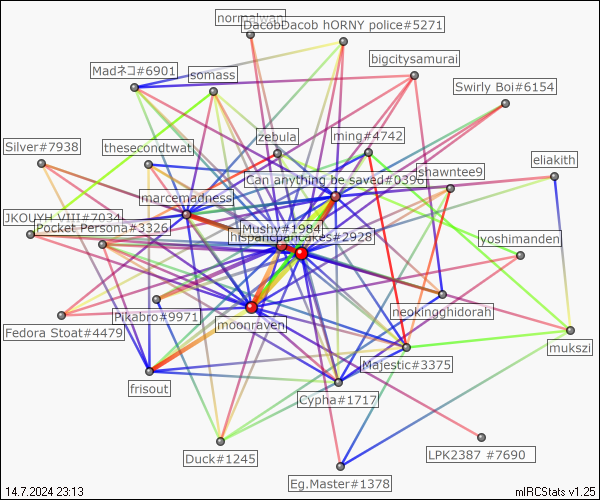 normalwan
DacobDacob hORNY police#5271
bigcitysamurai
Madネコ#6901
somass
Swirly Boi#6154
zebula
ming#4742
Silver#7938
thesecondtwat
eliakith
shawntee9
Can anything be saved#0396
marcemadness
JKOUYH VIII#7034
Pocket Persona#3326
Mushy#1984
hispanicpancakes#2928
yoshimanden
Pikabro#9971
neokingghidorah
moonraven
Fedora Stoat#4479
mukszi
Majestic#3375
frisout
Cypha#1717
Duck#1245
LPK2387 #7690
Eg.Master#1378
14.7.2024 23:13
mIRCStats v1.25